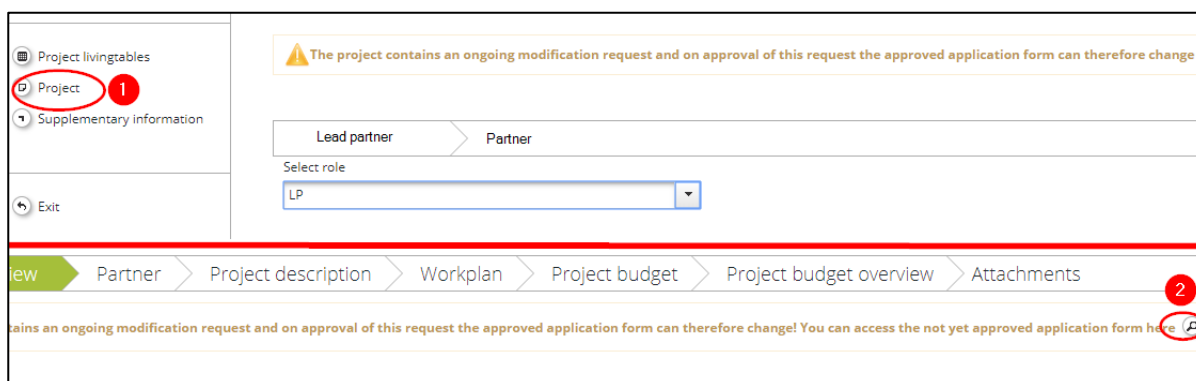 Project livingtables
The project contains an ongoing modification request and on approval of this request the approved application form can therefore change
Project 1
Supplementary information
Lead partner Partner
Select role
LP
Exit
iew Partner Project description Workplan Project budget Project budget overview Attachments
2
tains an ongoing modification request and on approval of this request the approved application form can therefore change! You can access the not yet approved application form here